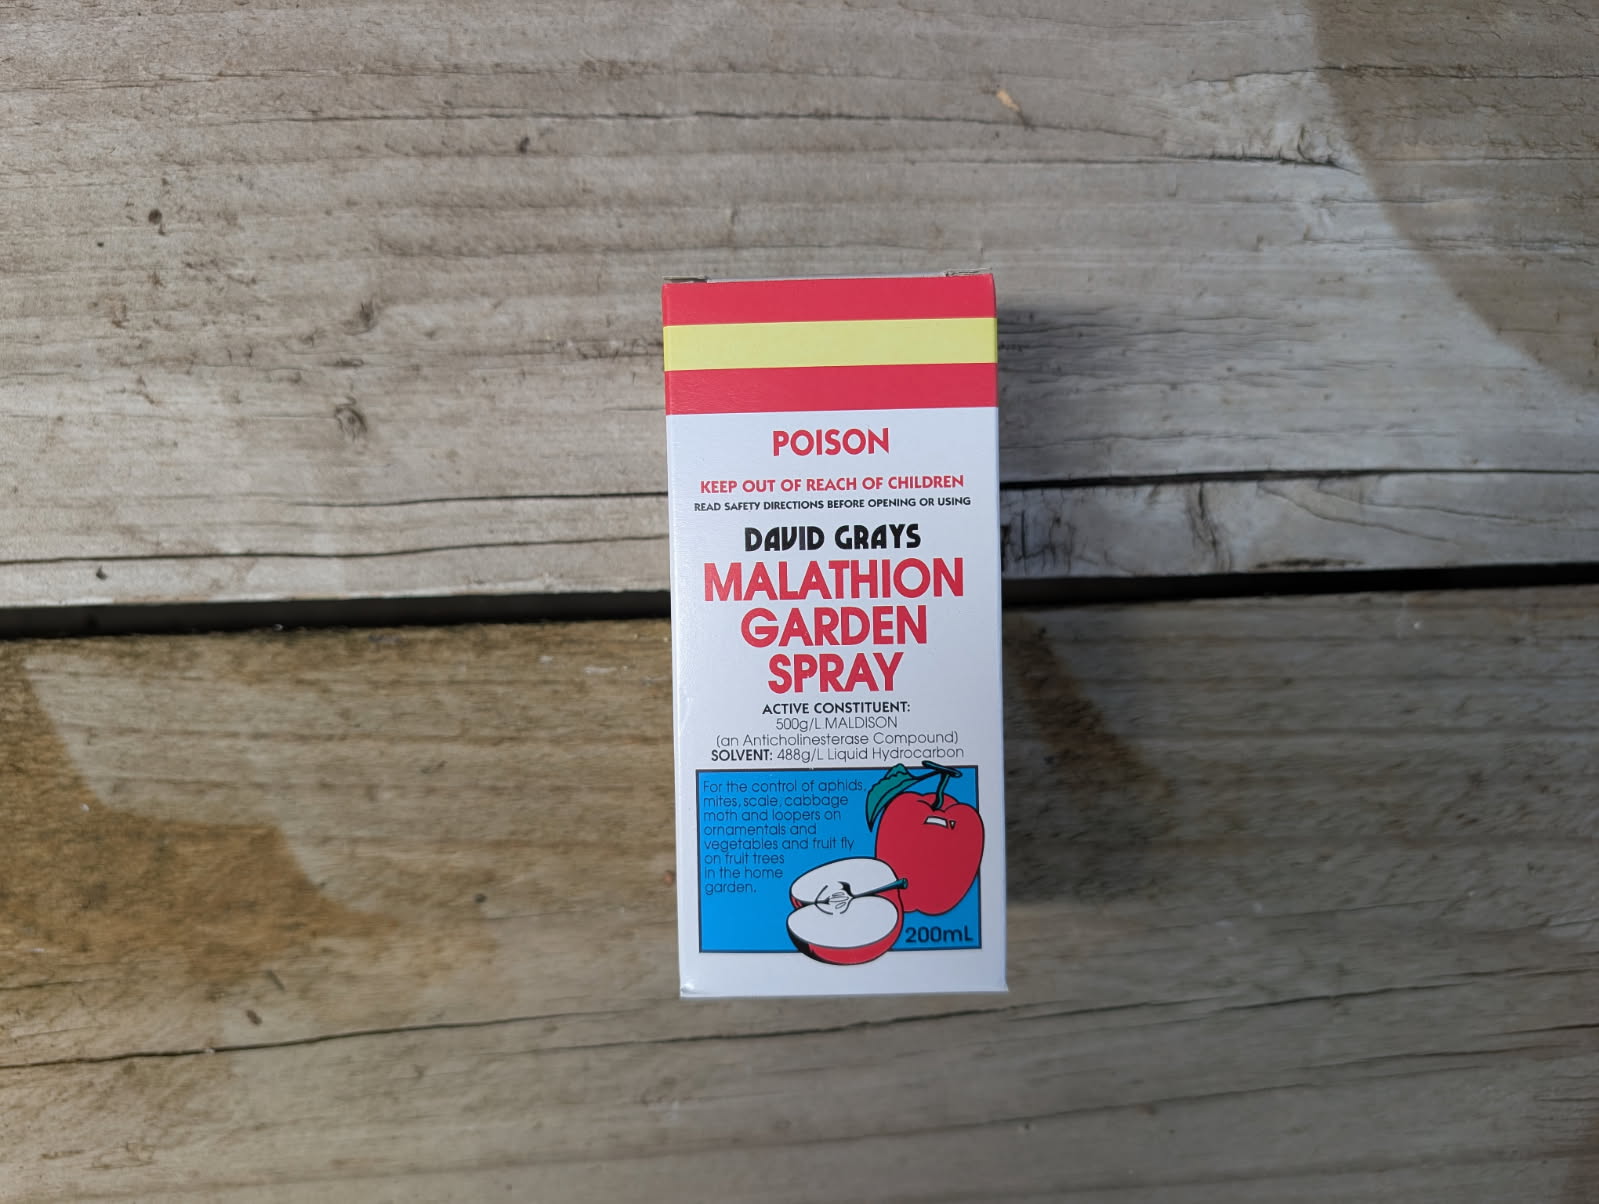 POISON
KEEP OUT OF REACH OF CHILDREN
READ SAFETY DIRECTIONS BEFORE OPENING OR USING
DAVID GRAYS
MALATHION
GARDEN
SPRAY
ACTIVE CONSTITUENT:
500g/L MALDISON
(an Anticholinesterase Compound)
SOLVENT: 488g/L Liquid Hydrocarbon
For the control of aphids,
mites, scale, cabbage
moth and loopers on
ornamentals and
vegetables and fruit fly
on fruit trees
in the home
garden.
200mL